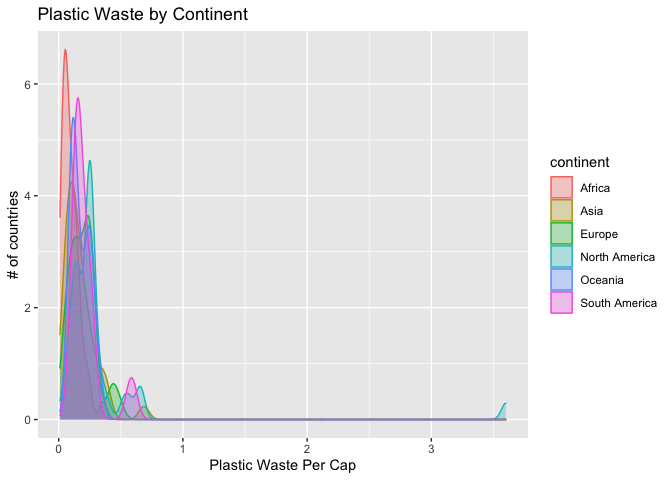 Plastic Waste by Continent
# of countries
6
4
2
0
0
1
2
3
Plastic Waste Per Cap
continent
Africa
Asia
Europe
North America
Oceania
South America